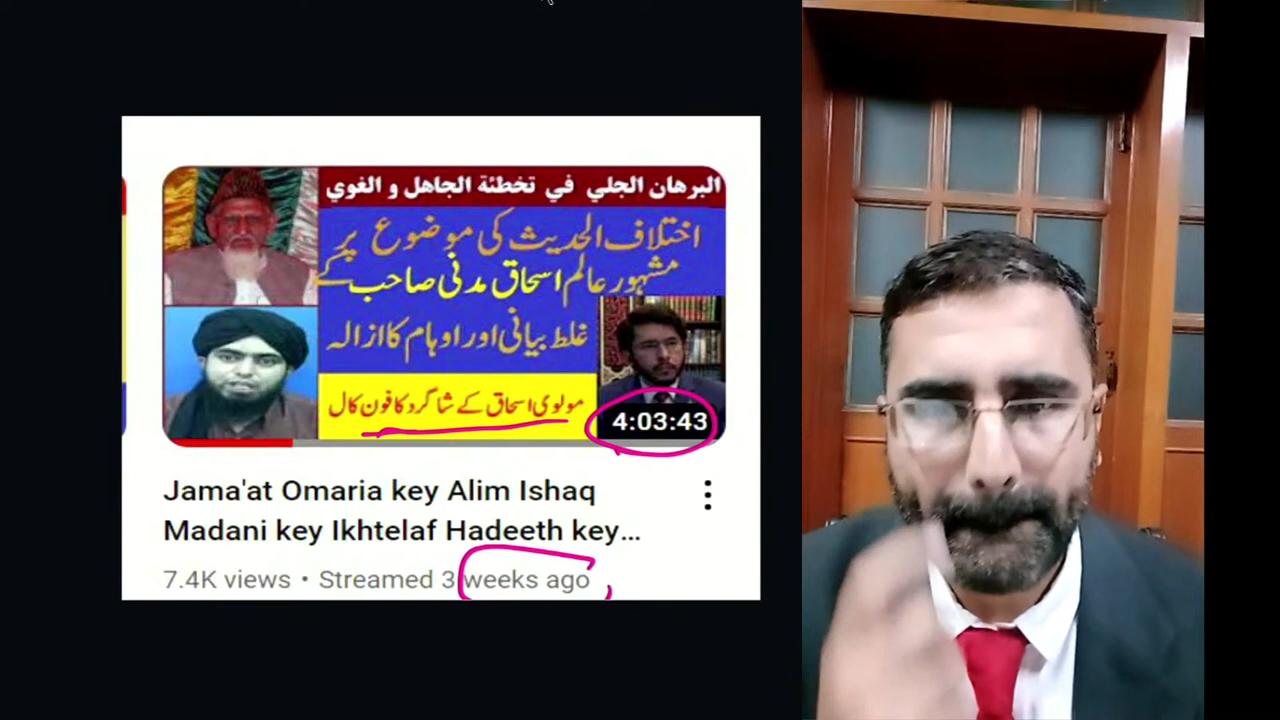 البرهان الجلي في تخطئة الجاهل و الغوي
اختلاف الحدیث کی موضوع پر
مشہور عالم اسحاق مدنی صاحب کے
غلط بیانی اور اوہام کا ازالہ
مولوی اسحاق کے شاگرد کا فون کال
4:03:43
Jama'at Omaria key Alim Ishaq
Madani key Ikhtelaf Hadeeth key...
7.4K views • Streamed 3 weeks ago